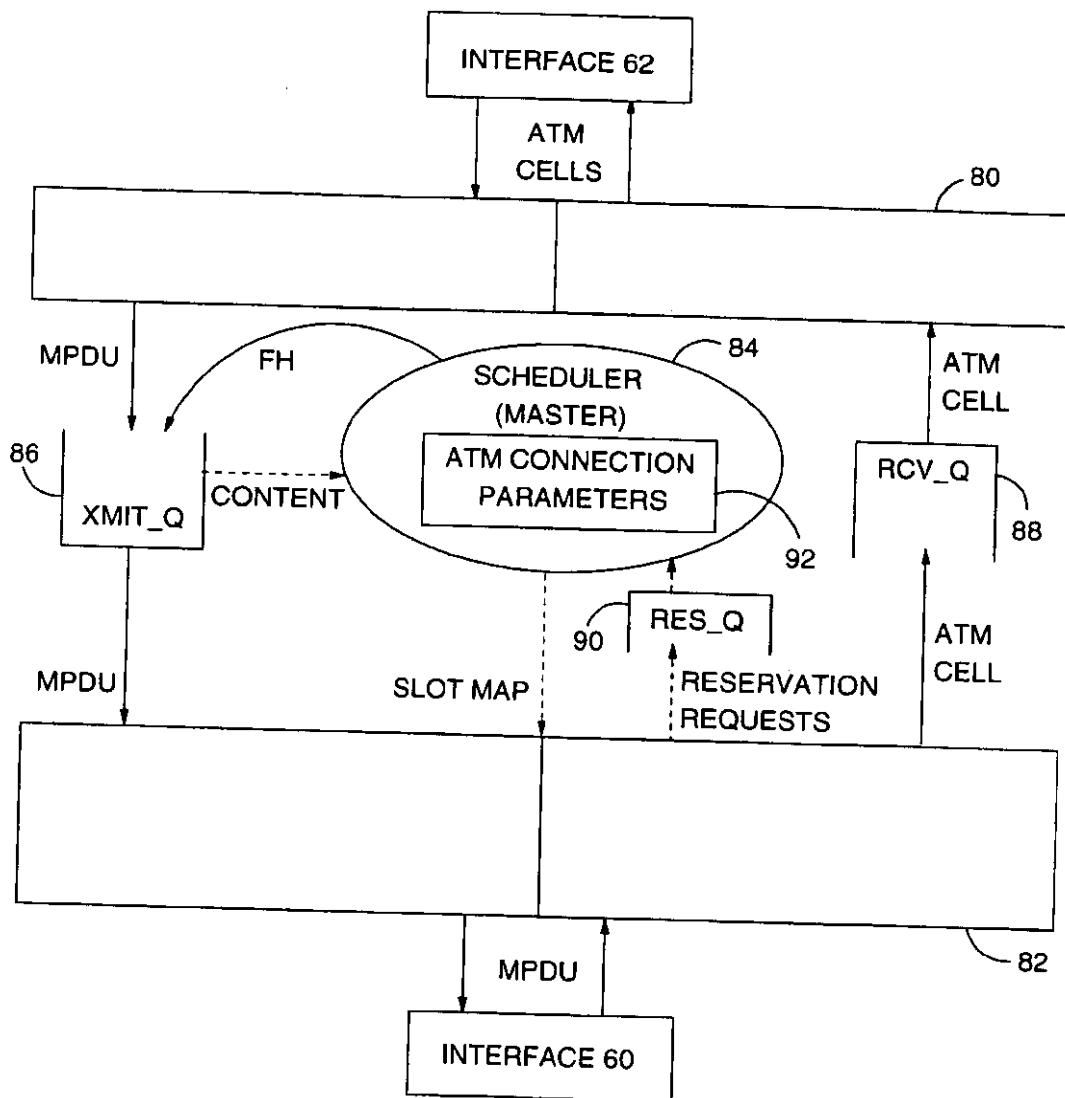 INTERFACE 62
ATM
CELLS
80
MPDU
FH
84
SCHEDULER
(MASTER)
ATM CONNECTION
PARAMETERS
ATM
CELL
86
XMIT_Q
CONTENT
RCV_Q
88
92
90
RES_Q
MPDU
SLOT MAP
RESERVATION
REQUESTS
ATM
CELL
MPDU
82
INTERFACE 60